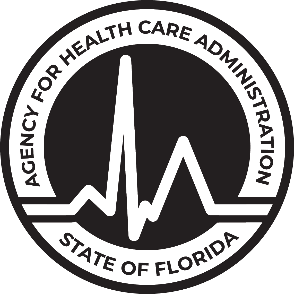 AGENCY FOR HEALTH CARE ADMINISTRATION
STATE OF FLORIDA